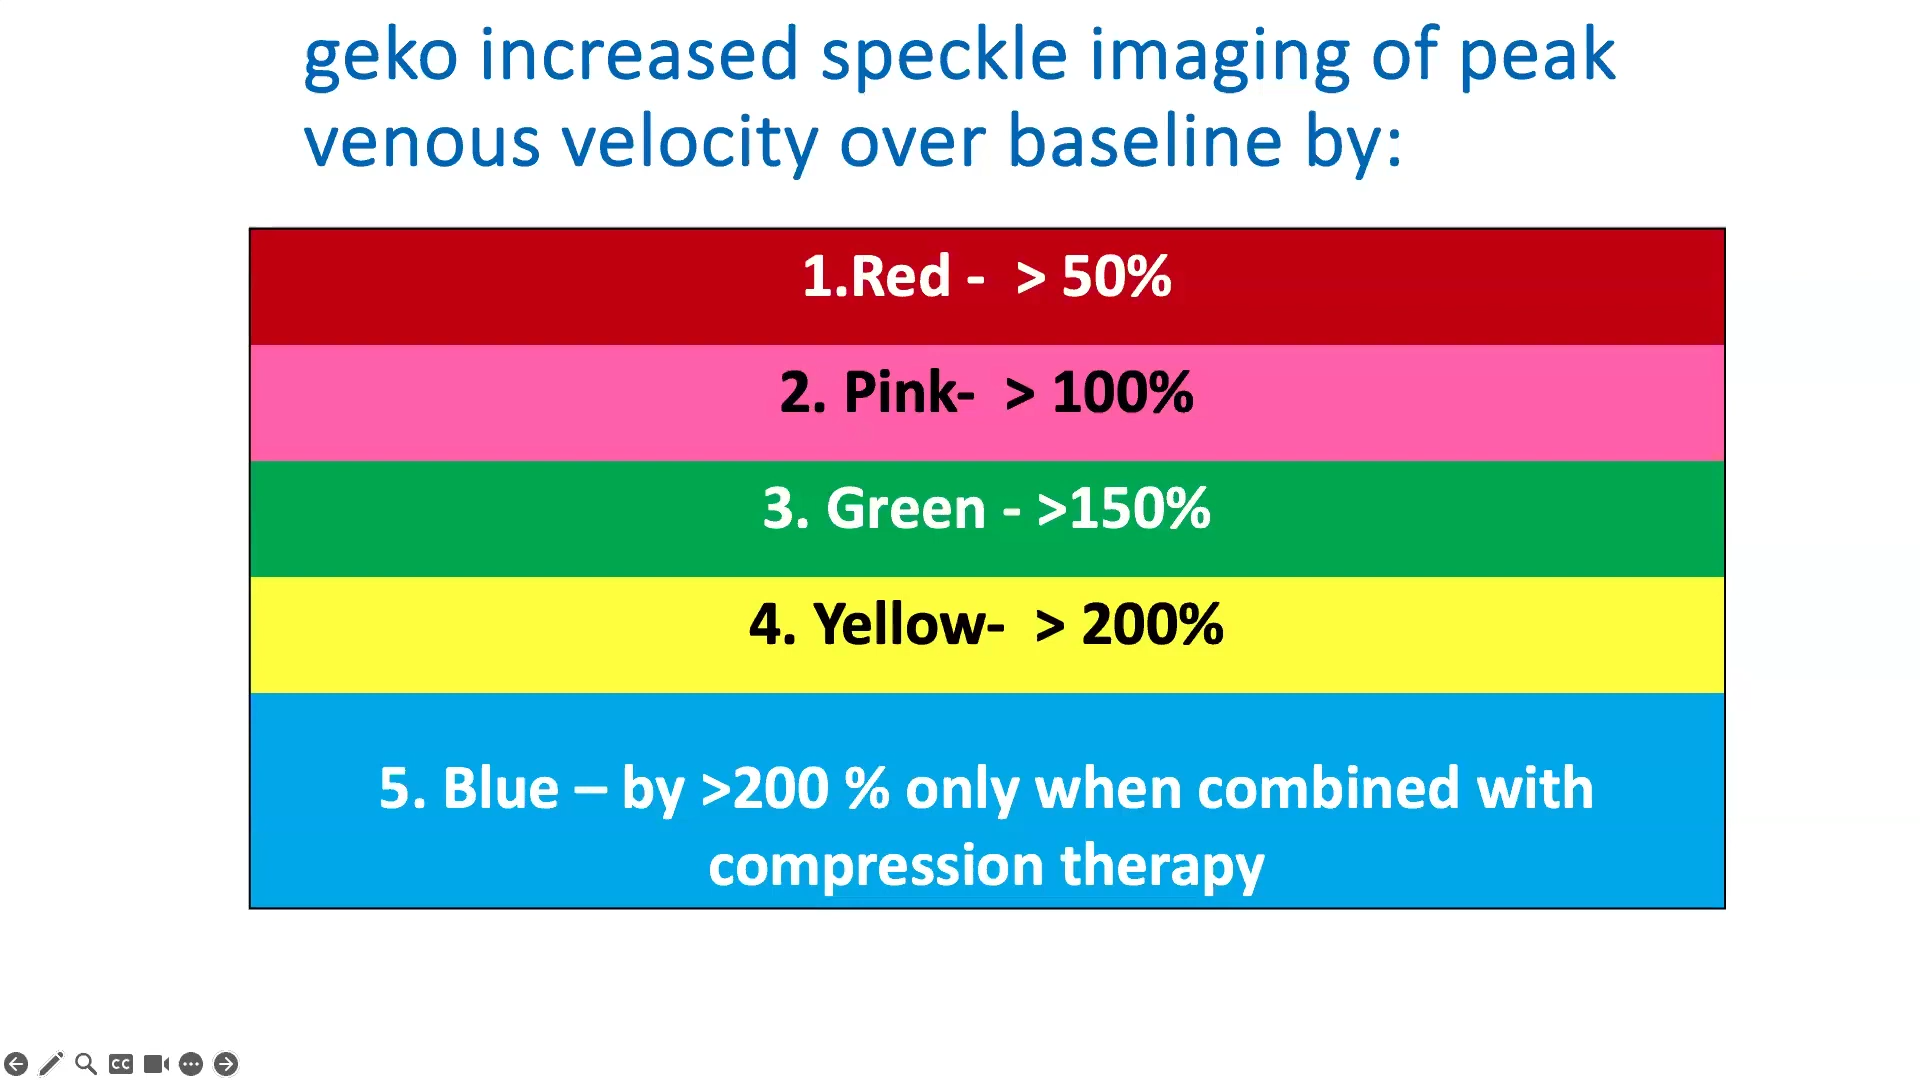 geko increased speckle imaging of peak
venous velocity over baseline by:
1.Red -  > 50%
2. Pink-  > 100%
3. Green - >150%
4. Yellow-  > 200%
5. Blue – by >200 % only when combined with
compression therapy
CC